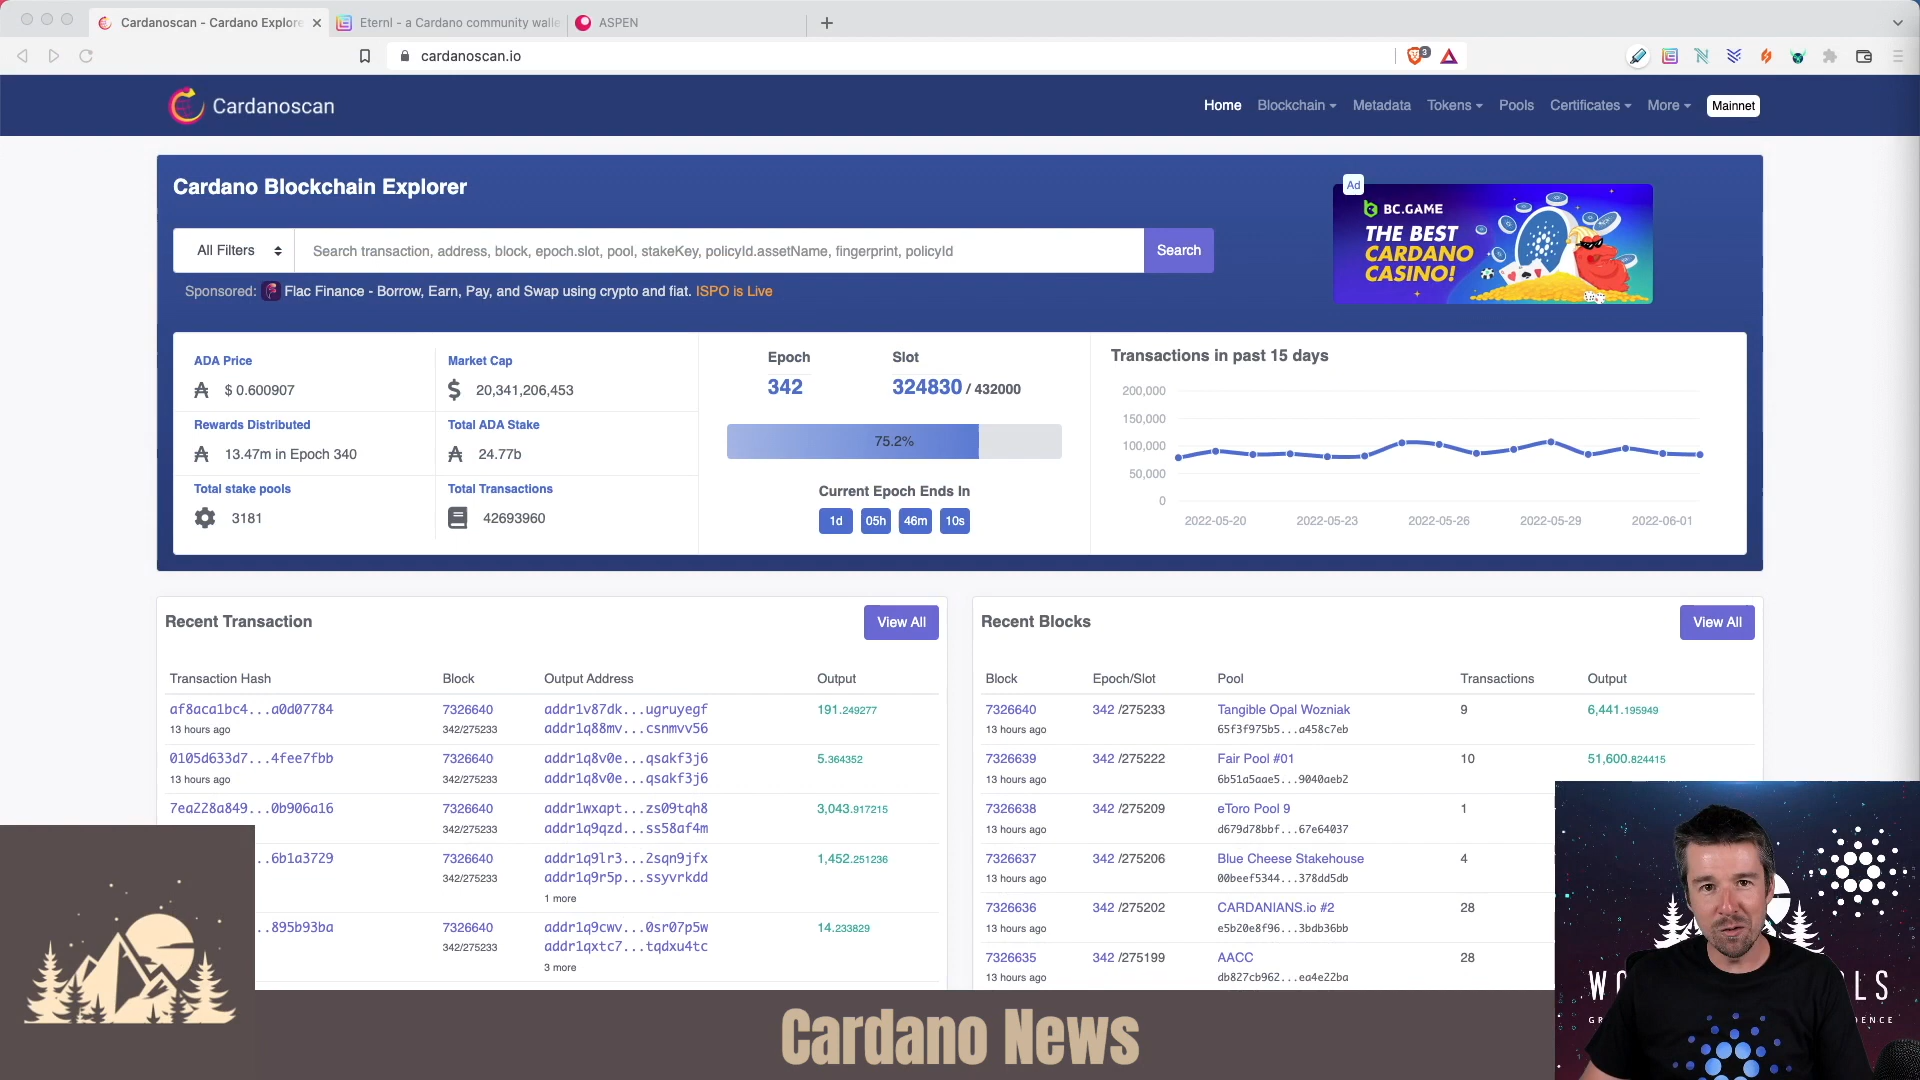 Cardanoscan - Cardano Explore
Eternl - a Cardano community walle
ASPEN
cardanoscan.io
3
Cardanoscan
Home
Blockchain
Metadata
Tokens
Pools
Certificates
More
Mainnet
Cardano Blockchain Explorer
All Filters
Search transaction, address, block, epoch.slot, pool, stakeKey, policyId.assetName, fingerprint, policyId
Search
Sponsored: Flac Finance - Borrow, Earn, Pay, and Swap using crypto and fiat. ISPO is Live
Ad
BC.GAME
THE BEST
CARDANO
CASINO!
ADA Price
$ 0.600907
Market Cap
20,341,206,453
Rewards Distributed
13.47m in Epoch 340
Total ADA Stake
24.77b
Total stake pools
3181
Total Transactions
42693960
Epoch
342
Slot
324830 / 432000
75.2%
Current Epoch Ends In
1d 05h 46m 10s
Transactions in past 15 days
200,000
150,000
100,000
50,000
0
2022-05-20 2022-05-23 2022-05-26 2022-05-29 2022-06-01
Recent Transaction
View All
Transaction Hash Block Output Address Output
af8aca1bc4...a0d07784 7326640 addr1v87dk...ugruyegf 191.249277
13 hours ago 342/275233 addr1q88mv...csnmvv56
0105d633d7...4fee7fbb 7326640 addr1q8v0e...qsakf3j6 5.364352
13 hours ago 342/275233 addr1q8v0e...qsakf3j6
7ea228a849...0b906a16 7326640 addr1wxapt...zs09tqh8 3,043.917215
342/275233 addr1q9qzd...ss58af4m
..6b1a3729 7326640 addr1q9lr3...2sqn9jfx 1,452.251236
342/275233 addr1q9r5p...ssyvrkdd
1 more
..895b93ba 7326640 addr1q9cwv...0sr07p5w 14.233829
342/275233 addr1qxtc7...tqdxu4tc
3 more
Recent Blocks
View All
Block Epoch/Slot Pool Transactions Output
7326640 342 /275233 Tangible Opal Wozniak 9 6,441.195949
13 hours ago 65f3f975b5...a458c7eb
7326639 342 /275222 Fair Pool #01 10 51,600.824415
13 hours ago 6b51a5aae5...9040aeb2
7326638 342 /275209 eToro Pool 9 1
13 hours ago d679d78bbf...67e64037
7326637 342 /275206 Blue Cheese Stakehouse 4
13 hours ago 00beef5344...378dd5db
7326636 342 /275202 CARDANIANS.io #2 28
13 hours ago e5b20e8f96...3bdb36bb
7326635 342 /275199 AACC 28
13 hours ago db827cb962...ea4e22ba
Cardano News